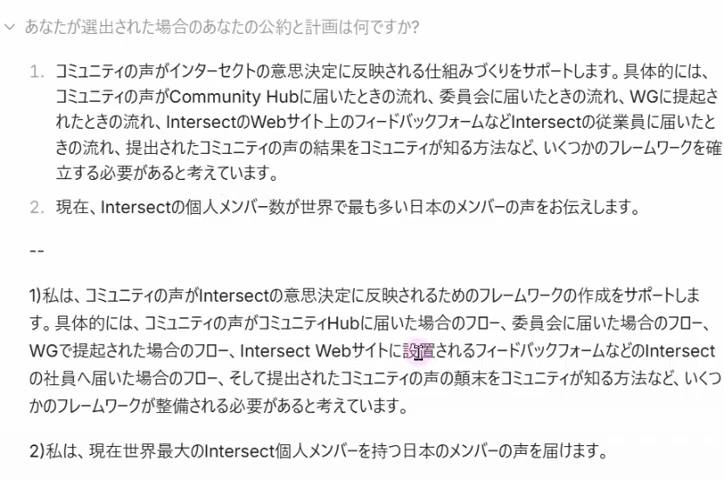 あなたが選出された場合のあなたの公約と計画は何ですか?
1. コミュニティの声がインターセクトの意思決定に反映される仕組みづくりをサポートします。具体的には、
コミュニティの声がCommunity Hubに届いたときの流れ、委員会に届いたときの流れ、WGに提起さ
れたときの流れ、IntersectのWebサイト上のフィードバックフォームなどIntersectの従業員に届いたと
きの流れ、提出されたコミュニティの声の結果をコミュニティが知る方法など、いくつかのフレームワークを確
立する必要があると考えています。
2. 現在、Intersectの個人メンバー数が世界で最も多い日本のメンバーの声をお伝えします。
--
1)私は、コミュニティの声がIntersectの意思決定に反映されるためのフレームワークの作成をサポートしま
す。具体的には、コミュニティの声がコミュニティHubに届いた場合のフロー、委員会に届いた場合のフロー、
WGで提起された場合のフロー、Intersect Webサイトに設置されるフィードバックフォームなどのIntersect
の社員へ届いた場合のフロー、そして提出されたコミュニティの声の顛末をコミュニティが知る方法など、いくつ
かのフレームワークが整備される必要があると考えています。
2)私は、現在世界最大のIntersect個人メンバーを持つ日本のメンバーの声を届けます。